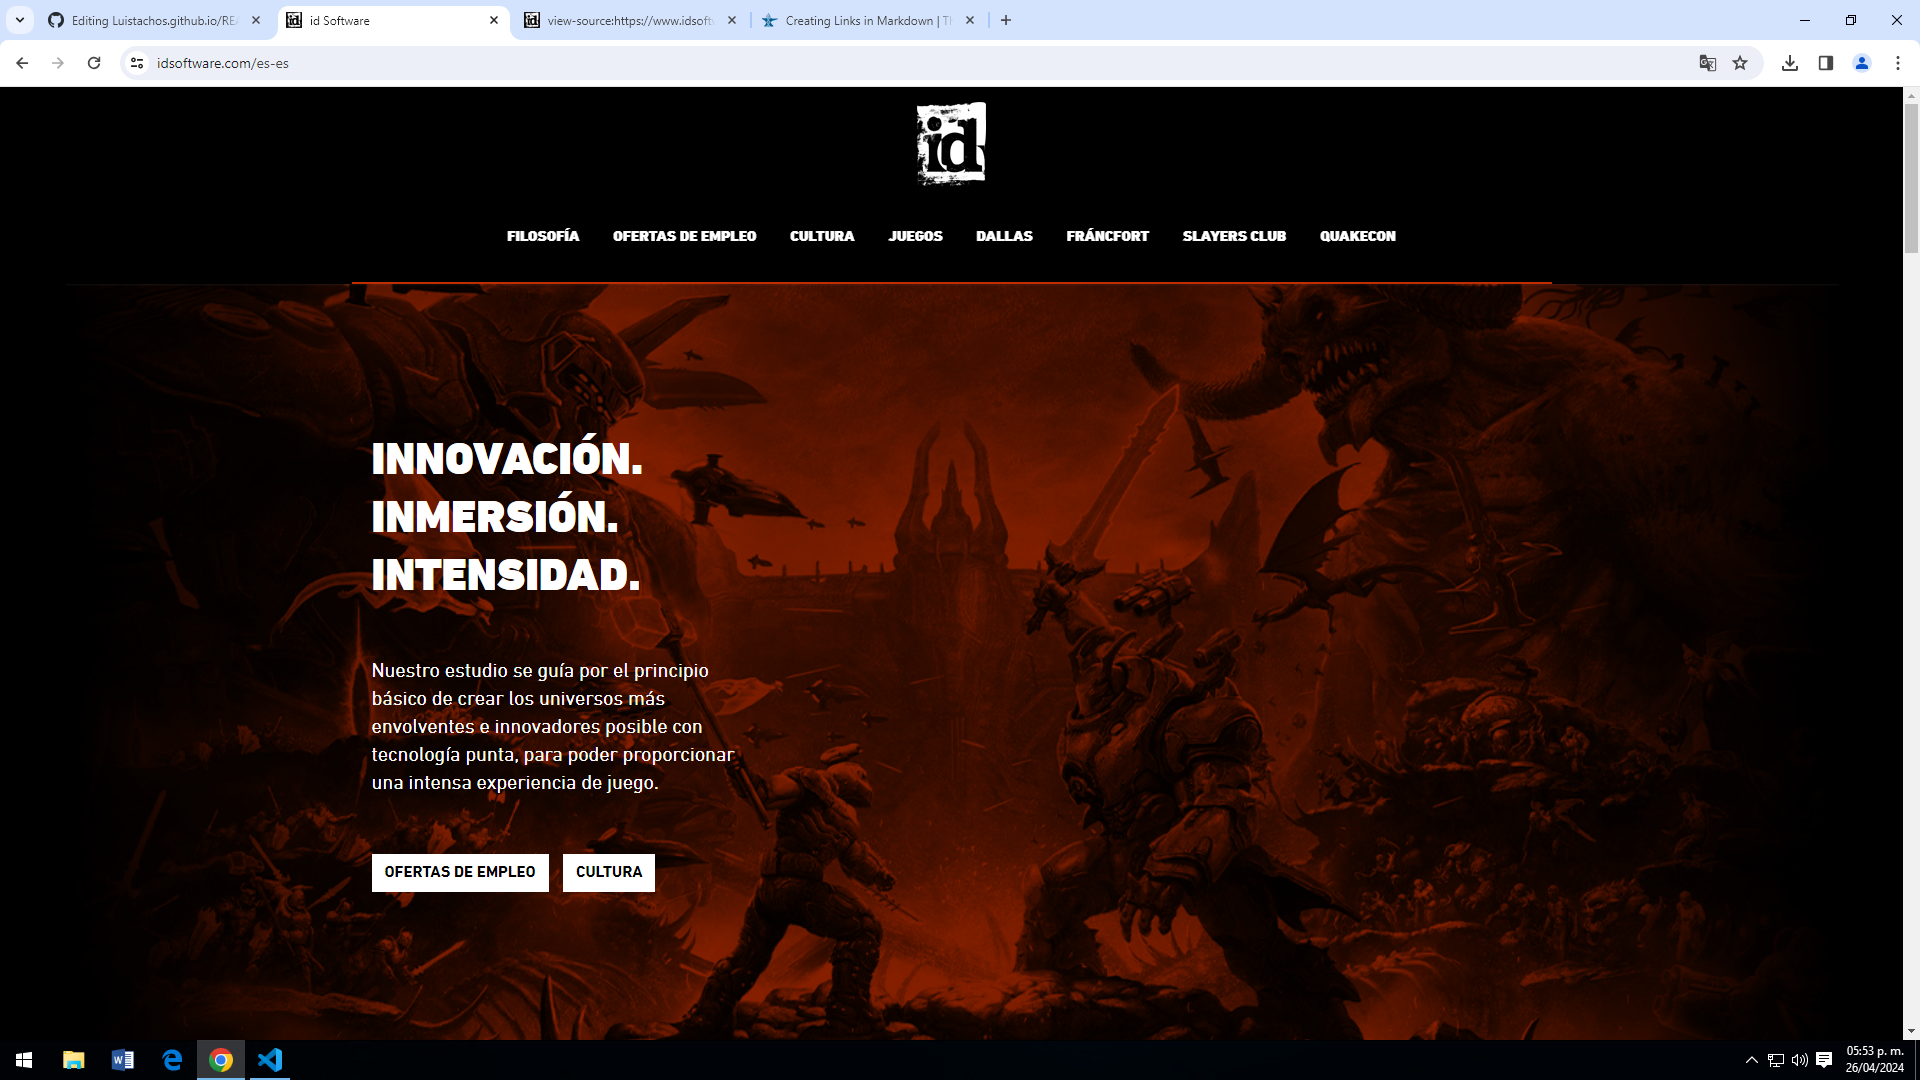 Editing Luistachos.github.io/REA
id Software
view-source:https://www.idsoftw
Creating Links in Markdown | Th
idsoftware.com/es-es
id
FILOSOFÍA OFERTAS DE EMPLEO CULTURA JUEGOS DALLAS FRÁNCFORT SLAYERS CLUB QUAKECON
INNOVACIÓN.
INMERSIÓN.
INTENSIDAD.
Nuestro estudio se guía por el principio
básico de crear los universos más
envolventes e innovadores posible con
tecnología punta, para poder proporcionar
una intensa experiencia de juego.
OFERTAS DE EMPLEO CULTURA
05:53 p. m.
26/04/2024